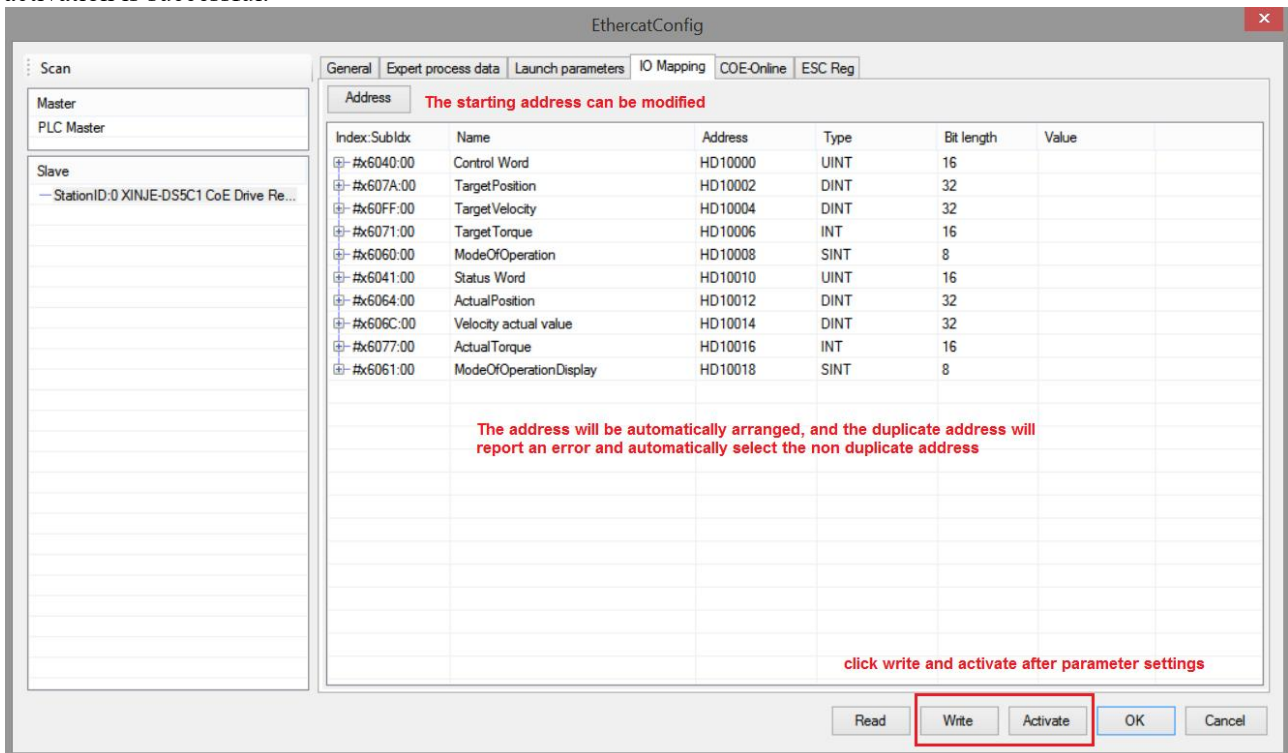 activation is successful.
EthercatConfig
Scan
Master
PLC Master
Slave
StationID:0 XINJE-DS5C1 CoE Drive Re...
General Expert process data Launch parameters IO Mapping COE-Online ESC Reg
Address The starting address can be modified
Index:SubIdx Name Address Type Bit length Value
#x6040:00 Control Word HD10000 UINT 16
#x607A:00 TargetPosition HD10002 DINT 32
#x60FF:00 TargetVelocity HD10004 DINT 32
#x6071:00 TargetTorque HD10006 INT 16
#x6060:00 ModeOfOperation HD10008 SINT 8
#x6041:00 Status Word HD10010 UINT 16
#x6064:00 ActualPosition HD10012 DINT 32
#x606C:00 Velocity actual value HD10014 DINT 32
#x6077:00 ActualTorque HD10016 INT 16
#x6061:00 ModeOfOperationDisplay HD10018 SINT 8
The address will be automatically arranged, and the duplicate address will
report an error and automatically select the non duplicate address
click write and activate after parameter settings
Read Write Activate OK Cancel